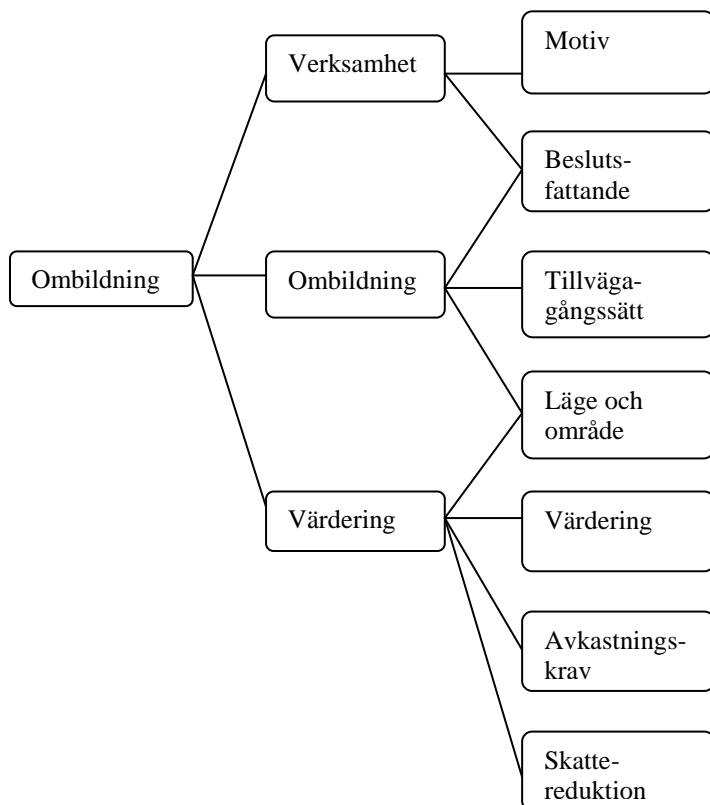 Verksamhet
Motiv
Besluts-
fattande
Ombildning
Ombildning
Tillväga-
gångssätt
Läge och
område
Värdering
Värdering
Avkastnings-
krav
Skatte-
reduktion